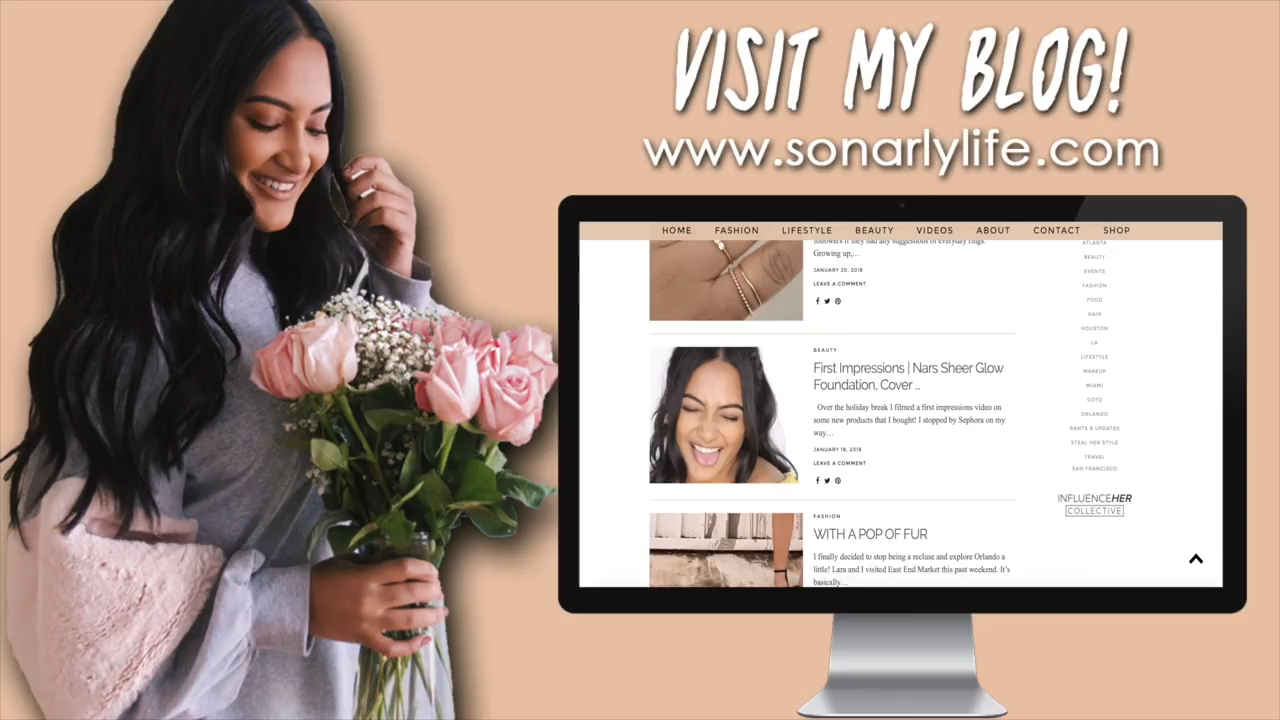 VISIT MY BLOG!
www.sonarlylife.com
HOME FASHION LIFESTYLE BEAUTY VIDEOS ABOUT CONTACT SHOP
followers if they had any suggestions of everyday rings.
Growing up,…
JANUARY 20, 2018
LEAVE A COMMENT
BEAUTY
First Impressions | Nars Sheer Glow
Foundation, Cover ...
Over the holiday break I filmed a first impressions video on
some new products that I bought! I stopped by Sephora on my
way…
JANUARY 18, 2018
LEAVE A COMMENT
FASHION
WITH A POP OF FUR
I finally decided to stop being a recluse and explore Orlando a
little! Lara and I visited East End Market this past weekend. It's
basically…
ATLANTA
BEAUTY
EVENTS
FASHION
FOOD
HAIR
HOUSTON
LA
LIFESTYLE
MAKEUP
MIAMI
OOTD
ORLANDO
RANTS & UPDATES
STEAL HER STYLE
TRAVEL
SAN FRANCISCO
INFLUENCEHER
COLLECTIVE